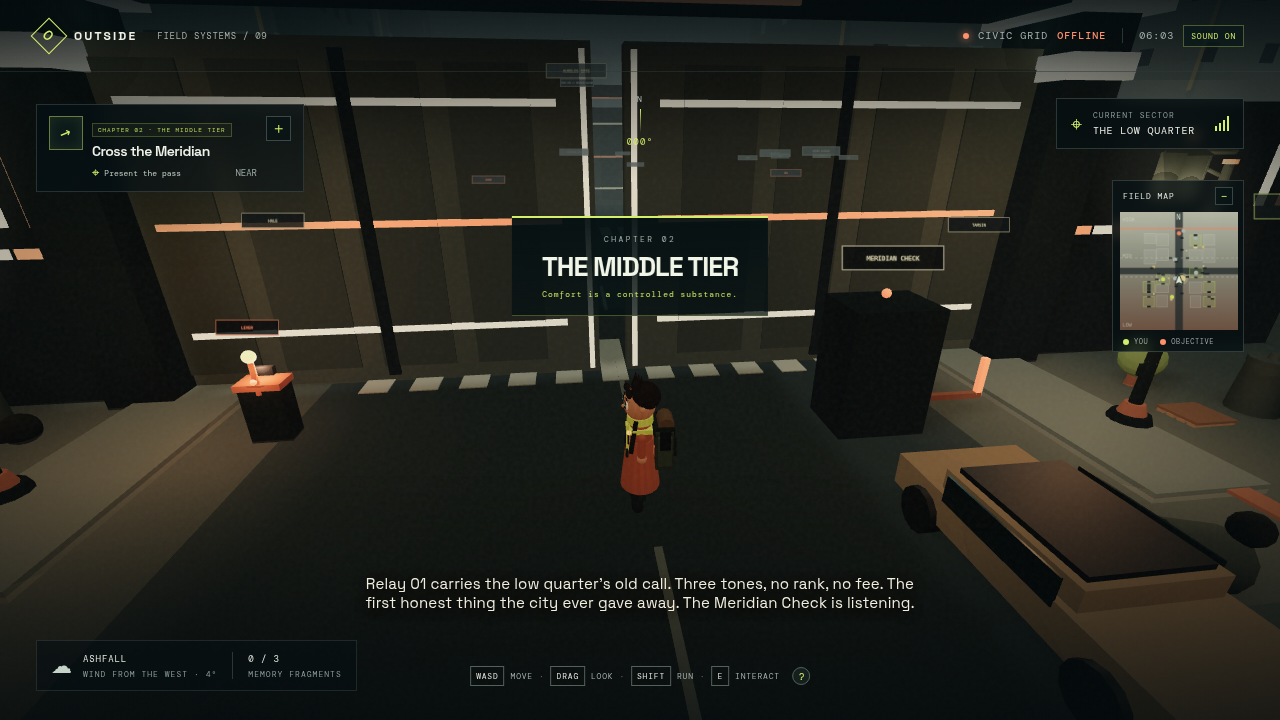 OUTSIDE
FIELD SYSTEMS / 09
CIVIC GRID OFFLINE
06:03
SOUND ON
CHAPTER 02 · THE MIDDLE TIER
Cross the Meridian
Present the pass
NEAR
N
000°
CURRENT SECTOR
THE LOW QUARTER
FIELD MAP
N
MID
LOW
YOU
OBJECTIVE
MERIDIAN CHECK
CHAPTER 02
THE MIDDLE TIER
Comfort is a controlled substance.
Relay 01 carries the low quarter's old call. Three tones, no rank, no fee. The
first honest thing the city ever gave away. The Meridian Check is listening.
ASHFALL
WIND FROM THE WEST · 4°
0 / 3
MEMORY FRAGMENTS
WASD MOVE · DRAG LOOK · SHIFT RUN · E INTERACT ?